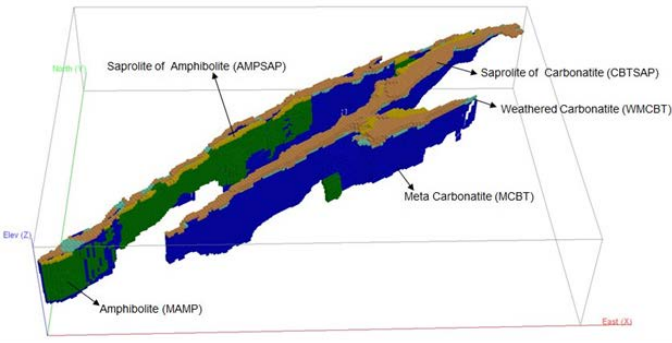 North (Y)
Saprolite of Amphibolite (AMPSAP)
Saprolite of Carbonatite (CBTSAP)
Weathered Carbonatite (WMCBT)
Meta Carbonatite (MCBT)
Elev (Z)
Amphibolite (MAMP)
East (X)